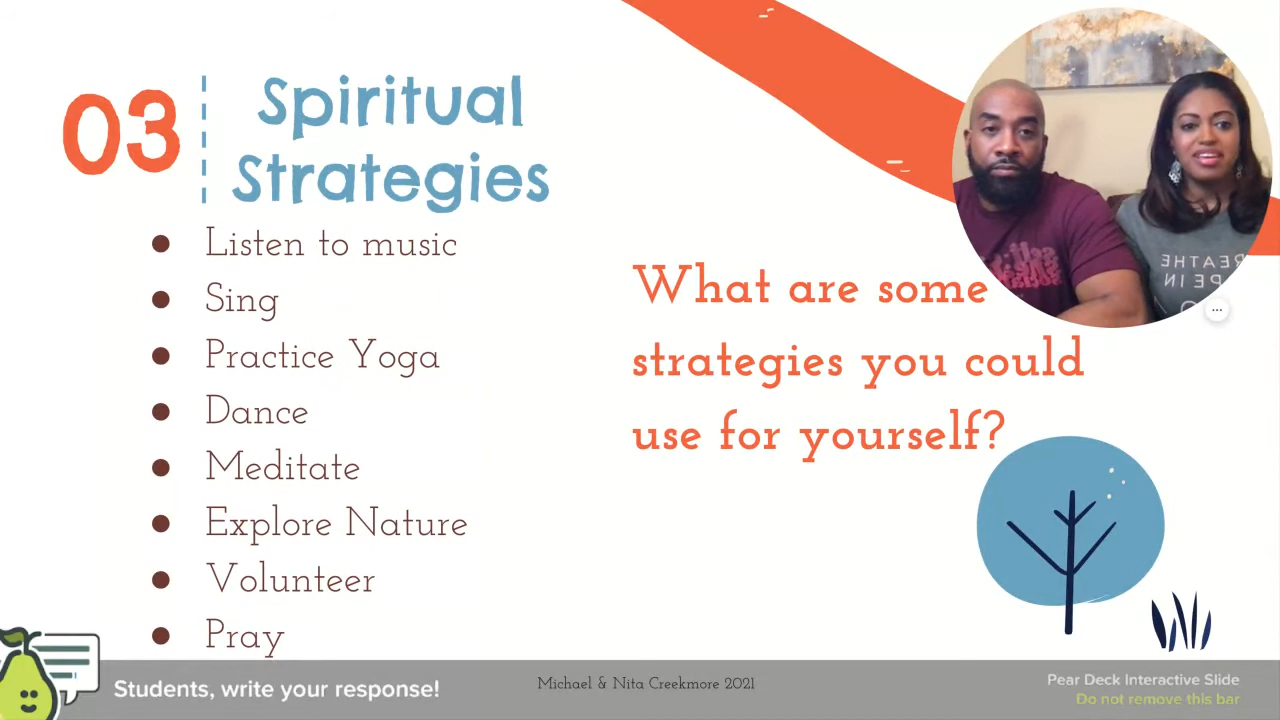 03
Spiritual
Strategies
Listen to music
Sing
Practice Yoga
Dance
Meditate
Explore Nature
Volunteer
Pray
What are some
strategies you could
use for yourself?
BREATHE
Students, write your response!
Michael & Nita Creekmore 2021
Pear Deck Interactive Slide
Do not remove this bar